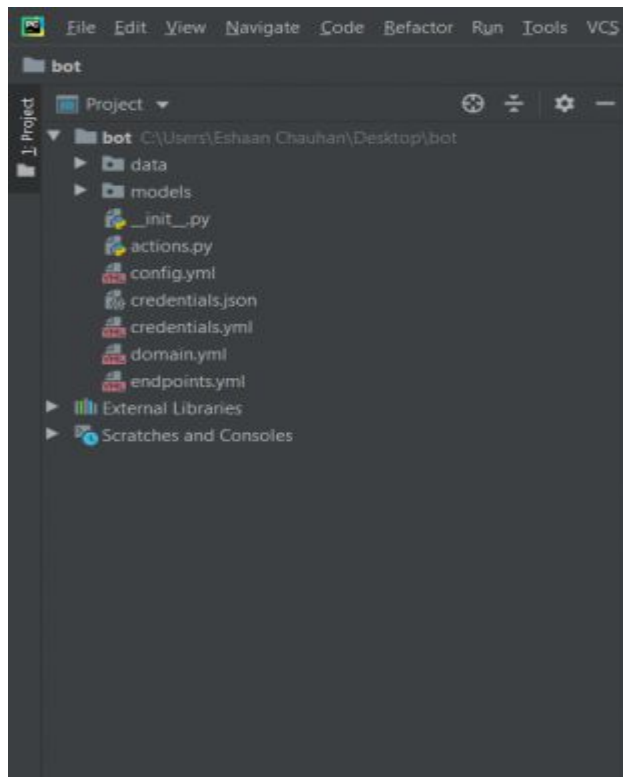 PC File Edit View Navigate Code Refactor Run Tools VCS
bot
1: Project
Project
bot C:\Users\Eshaan Chauhan\Desktop\bot
data
models
__init__.py
actions.py
config.yml
credentials.json
credentials.yml
domain.yml
endpoints.yml
External Libraries
Scratches and Consoles